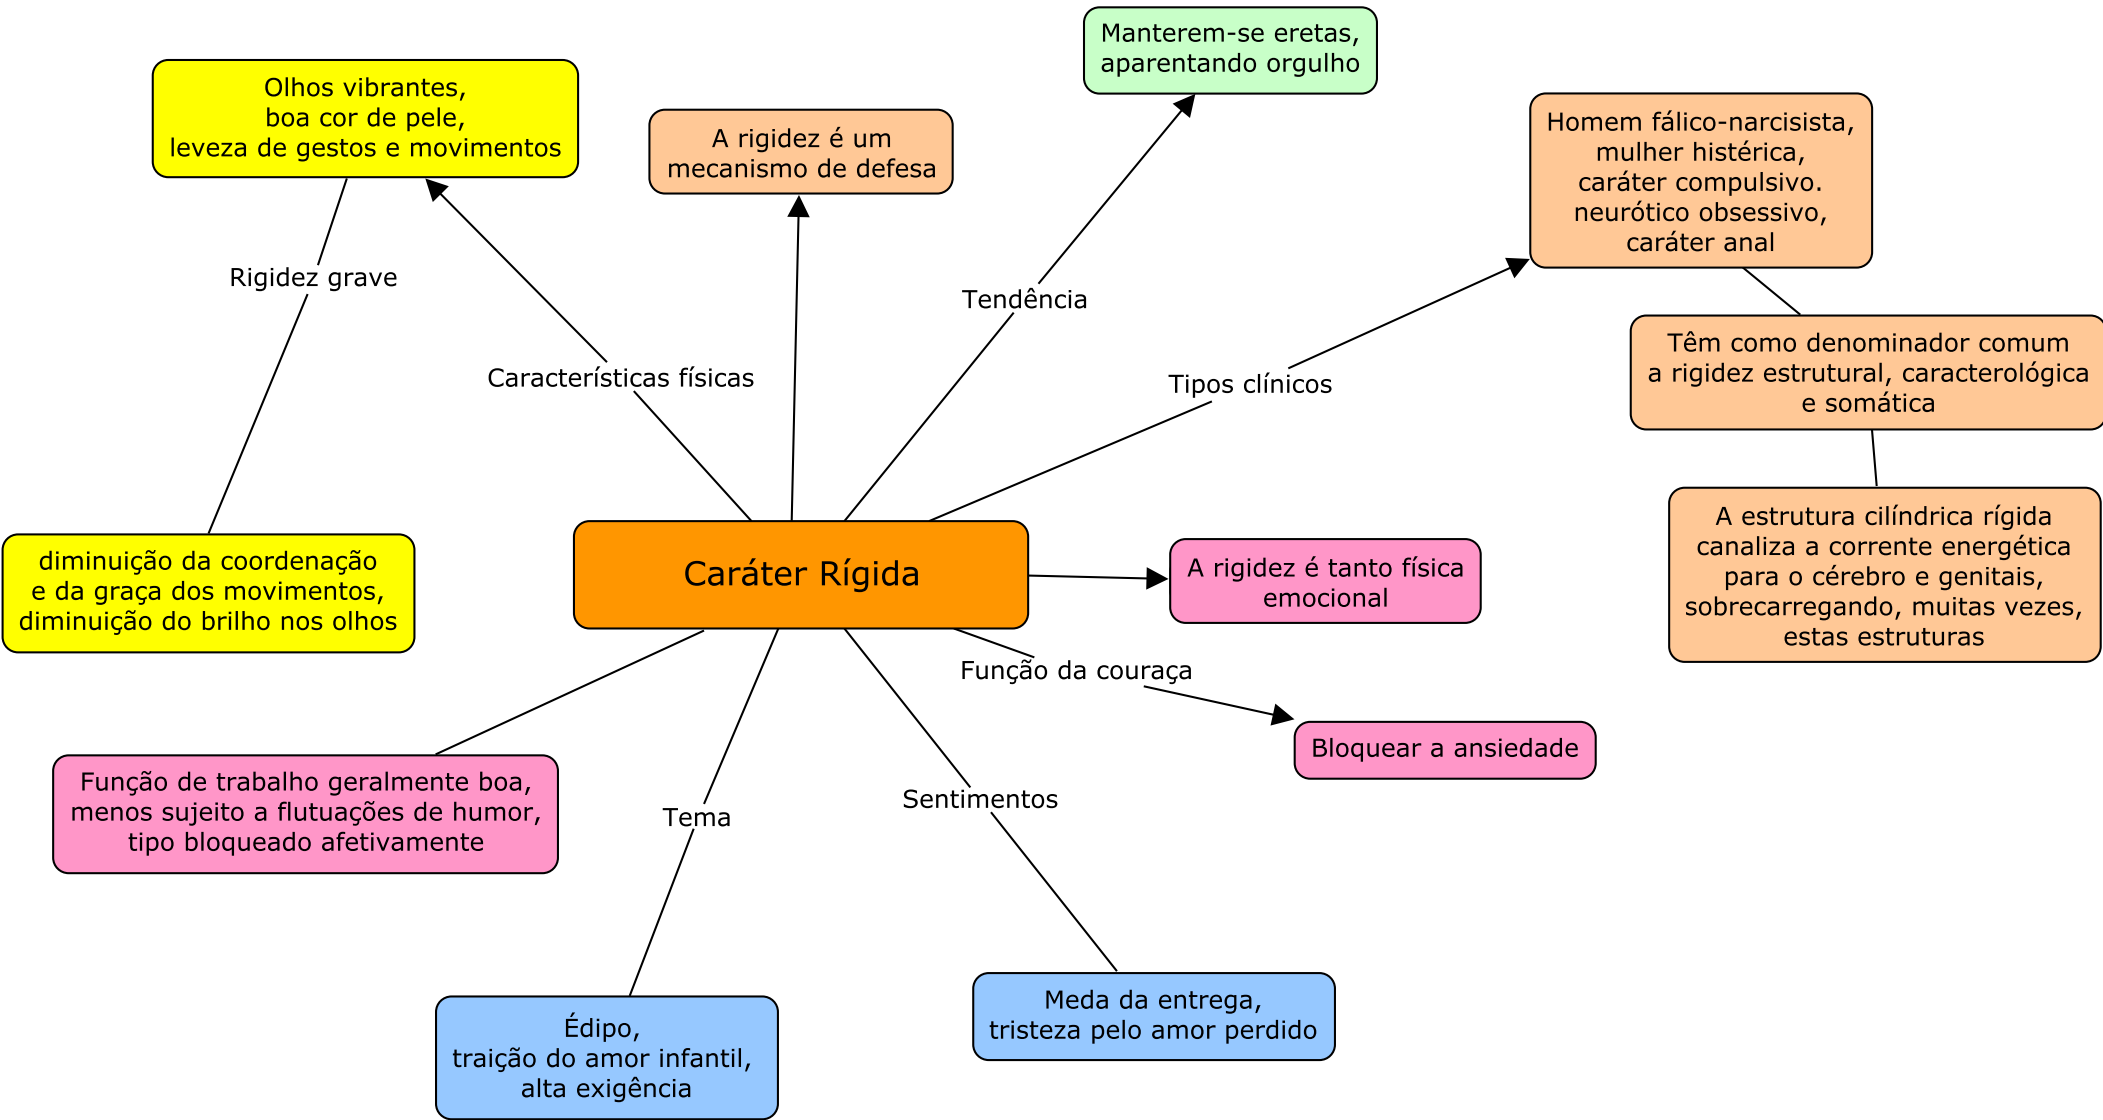 Manterem-se eretas,
aparentando orgulho
Olhos vibrantes,
boa cor de pele,
leveza de gestos e movimentos
A rigidez é um
mecanismo de defesa
Homem fálico-narcisista,
mulher histérica,
caráter compulsivo.
neurótico obsessivo,
caráter anal
Rigidez grave
Tendência
Características físicas
Tipos clínicos
Têm como denominador comum
a rigidez estrutural, caracterológica
e somática
diminuição da coordenação
e da graça dos movimentos,
diminuição do brilho nos olhos
Caráter Rígida
A rigidez é tanto física
emocional
A estrutura cilíndrica rígida
canaliza a corrente energética
para o cérebro e genitais,
sobrecarregando, muitas vezes,
estas estruturas
Função da couraça
Bloquear a ansiedade
Função de trabalho geralmente boa,
menos sujeito a flutuações de humor,
tipo bloqueado afetivamente
Tema
Sentimentos
Édipo,
traição do amor infantil,
alta exigência
Meda da entrega,
tristeza pelo amor perdido